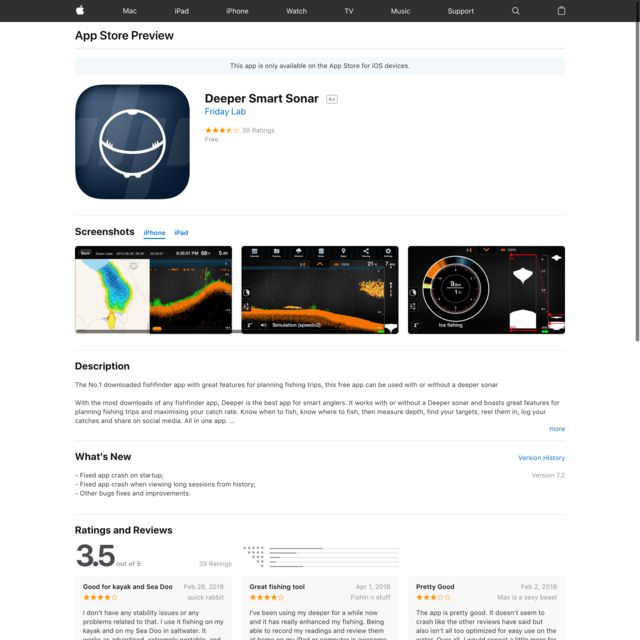 Mac iPad iPhone Watch TV Music Support
App Store Preview
This app is only available on the App Store for iOS devices.
Deeper Smart Sonar 4+
Friday Lab
39 Ratings
Free
Screenshots iPhone iPad
Back
68°
5 m
100%
21°
Simulation (speedv2)
100%
Ice fishing
Description
The No.1 downloaded fishfinder app with great features for planning fishing trips, this free app can be used with or without a deeper sonar
With the most downloads of any fishfinder app, Deeper is the best app for smart anglers. It works with or without a Deeper sonar and boasts great features for
planning fishing trips and maximising your catch rate. Know when to fish, know where to fish, then measure depth, find your targets, reel them in, log your
catches and share on social media. All in one app. ...
more
What's New Version History
- Fixed app crash on startup; Version 7.2
- Fixed app crash when viewing long sessions from history;
- Other bugs fixes and improvements.
Ratings and Reviews
3.5 out of 5 39 Ratings
Good for kayak and Sea Doo Feb 26, 2018
quick rabbit
I don't have any stability issues or any
problems related to that. I use it fishing on my
kayak and on my Sea Doo in saltwater. It
Great fishing tool Apr 1, 2018
Fishin n stuff
I've been using my deeper for a while now
and it has really enhanced my fishing. Being
able to record my readings and review them
Pretty Good Feb 2, 2018
Max is a sexy beast
The app is pretty good. It doesn't seem to
crash like the other reviews have said but
also isn't all too optimized for easy use on the